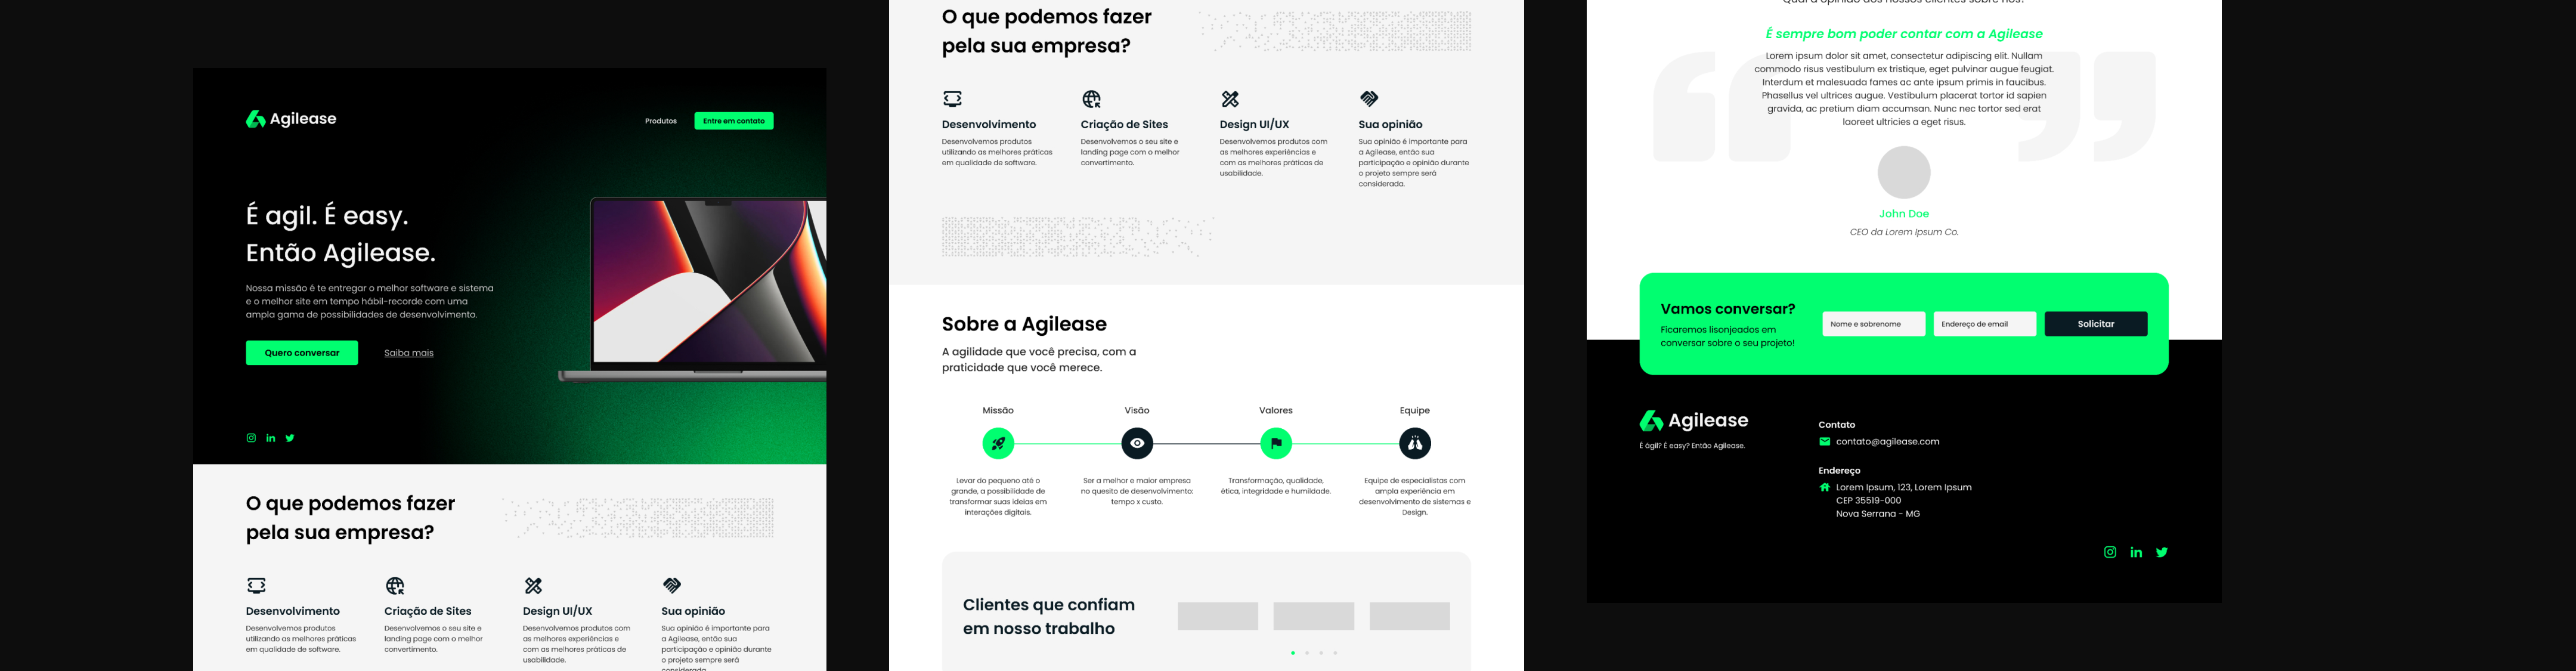 Agilease
Produtos
Entre em contato
É agil. É easy.
Então Agilease.
Nossa missão é te entregar o melhor software e sistema
e o melhor site em tempo hábil-recorde com uma
ampla gama de possibilidades de desenvolvimento.
Quero conversar
Saiba mais
O que podemos fazer
pela sua empresa?
Desenvolvimento
Desenvolvemos produtos
utilizando as melhores práticas
em qualidade de software.
Criação de Sites
Desenvolvemos o seu site e
landing page com o melhor
convertimento.
Design UI/UX
Desenvolvemos produtos com
as melhores experiências e
com as melhores práticas de
usabilidade.
Sua opinião
Sua opinião é importante para
a Agilease, então sua
participação e opinião durante
o projeto sempre será
considerada.
O que podemos fazer
pela sua empresa?
Desenvolvimento
Desenvolvemos produtos
utilizando as melhores práticas
em qualidade de software.
Criação de Sites
Desenvolvemos o seu site e
landing page com o melhor
convertimento.
Design UI/UX
Desenvolvemos produtos com
as melhores experiências e
com as melhores práticas de
usabilidade.
Sua opinião
Sua opinião é importante para
a Agilease, então sua
participação e opinião durante
o projeto sempre será
considerada.
Sobre a Agilease
A agilidade que você precisa, com a
praticidade que você merece.
Missão
Levar do pequeno até o
grande, a possibilidade de
transformar suas ideias em
interações digitais.
Visão
Ser a melhor e maior empresa
no quesito de desenvolvimento:
tempo x custo.
Valores
Transformação, qualidade,
ética, integridade e humildade.
Equipe
Equipe de especialistas com
ampla experiência em
desenvolvimento de sistemas e
Design.
Clientes que confiam
em nosso trabalho
Qual a opinião dos nossos clientes sobre nós?
É sempre bom poder contar com a Agilease
Lorem ipsum dolor sit amet, consectetur adipiscing elit. Nullam
commodo risus vestibulum ex tristique, eget pulvinar augue feugiat.
Interdum et malesuada fames ac ante ipsum primis in faucibus.
Phasellus vel ultrices augue. Vestibulum placerat tortor id sapien
gravida, ac pretium diam accumsan. Nunc nec tortor sed erat
laoreet ultricies a eget risus.
John Doe
CEO da Lorem Ipsum Co.
Vamos conversar?
Ficaremos lisonjeados em
conversar sobre o seu projeto!
Nome e sobrenome
Endereço de email
Solicitar
Agilease
É ágil? É easy? Então Agilease.
Contato
contato@agilease.com
Endereço
Lorem Ipsum, 123, Lorem Ipsum
CEP 35519-000
Nova Serrana - MG